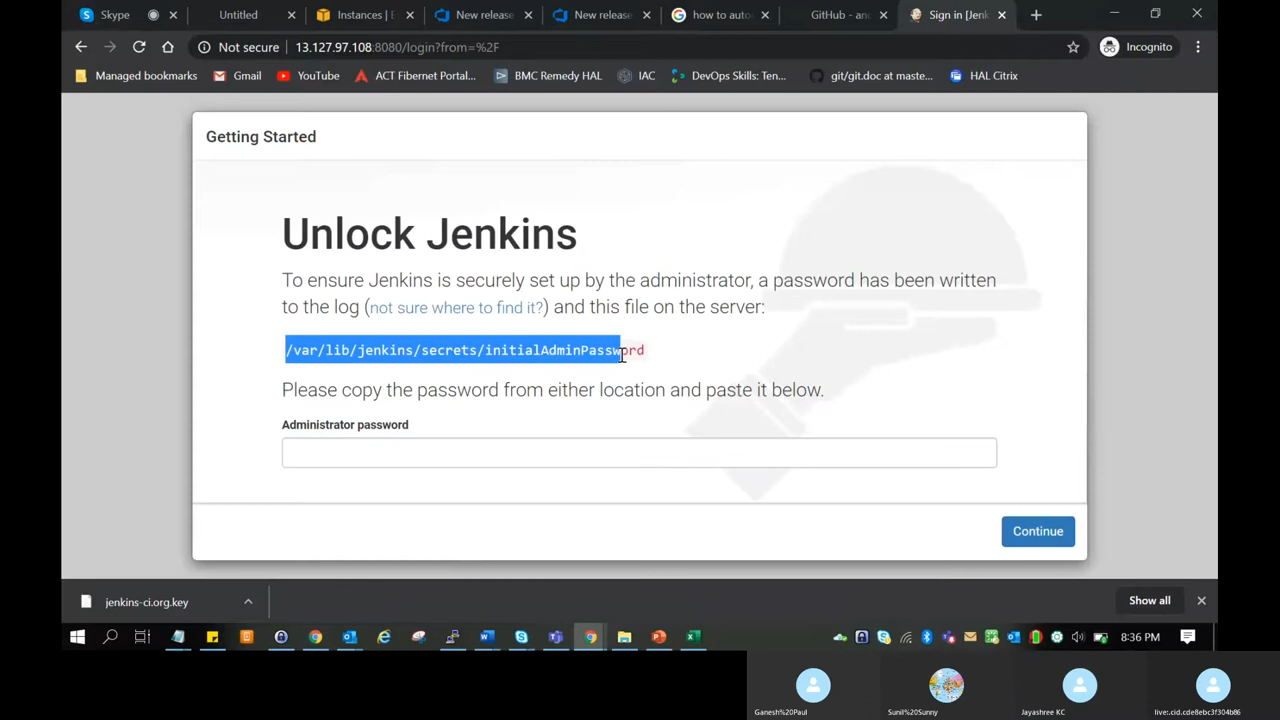 Skype
Untitled
Instances | E
New release
New release
how to auto
GitHub - an
Sign in [Jenk
Not secure
13.127.97.108:8080/login?from=%2F
Incognito
Managed bookmarks
Gmail
YouTube
ACT Fibernet Portal...
BMC Remedy HAL
IAC
DevOps Skills: Ten...
git/git.doc at maste...
HAL Citrix
Getting Started
Unlock Jenkins
To ensure Jenkins is securely set up by the administrator, a password has been written
to the log (not sure where to find it?) and this file on the server:
/var/lib/jenkins/secrets/initialAdminPassword
Please copy the password from either location and paste it below.
Administrator password
Continue
jenkins-ci.org.key
Show all
8:36 PM
Ganesh%20Paul
Sunil%20Sunny
Jayashree KC
live:.cid.cde8ebc3f304b86